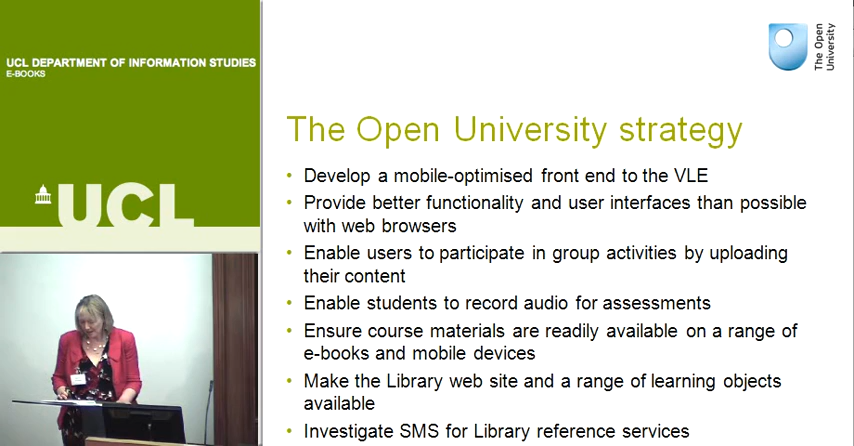 UCL DEPARTMENT OF INFORMATION STUDIES
E-BOOKS
UCL
The Open
University
The Open University strategy
• Develop a mobile-optimised front end to the VLE
• Provide better functionality and user interfaces than possible
with web browsers
• Enable users to participate in group activities by uploading
their content
• Enable students to record audio for assessments
• Ensure course materials are readily available on a range of
e-books and mobile devices
• Make the Library web site and a range of learning objects
available
• Investigate SMS for Library reference services